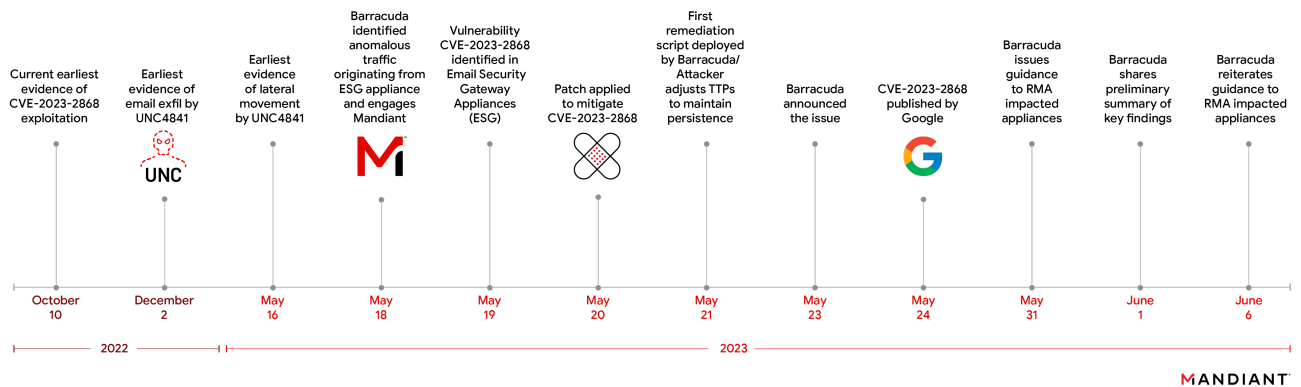 Current earliest
evidence of
CVE-2023-2868
exploitation
Earliest
evidence of
email exfil by
UNC4841
UNC
Earliest
evidence
of lateral
movement
by UNC4841
Barracuda
identified
anomalous
traffic
originating from
ESG appliance
and engages
Mandiant
Vulnerability
CVE-2023-2868
identified in
Email Security
Gateway
Appliances
(ESG)
Patch applied
to mitigate
CVE-2023-2868
First
remediation
script deployed
by Barracuda/
Attacker
adjusts TTPs
to maintain
persistence
Barracuda
announced
the issue
CVE-2023-2868
published by
Google
Barracuda
issues
guidance
to RMA
impacted
appliances
Barracuda
shares
preliminary
summary of
key findings
Barracuda
reiterates
guidance to
RMA impacted
appliances
October
10
December
2
May
16
May
18
May
19
May
20
May
21
May
23
May
24
May
31
June
1
June
6
2022
2023
MANDIANT